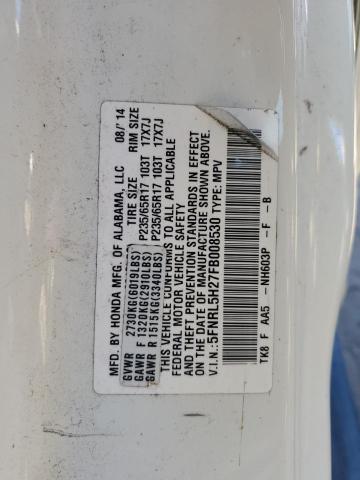 MFG. BY HONDA MFG. OF ALABAMA, LLC 08/'14
GVWR 2730KG(6019LBS) TIRE SIZE RIM SIZE
GAWR F 1320KG(2910LBS) P235/65R17 103T 17X7J
GAWR R 1515KG(3340LBS) P235/65R17 103T 17X7J
THIS VEHICLE CONFORMS TO ALL APPLICABLE
FEDERAL MOTOR VEHICLE SAFETY
AND THEFT PREVENTION STANDARDS IN EFFECT
ON THE DATE OF MANUFACTURE SHOWN ABOVE.
V.I.N.:5FNRL5H27FB008530 TYPE: MPV
TK8 F AA5 -NH603P -F -B